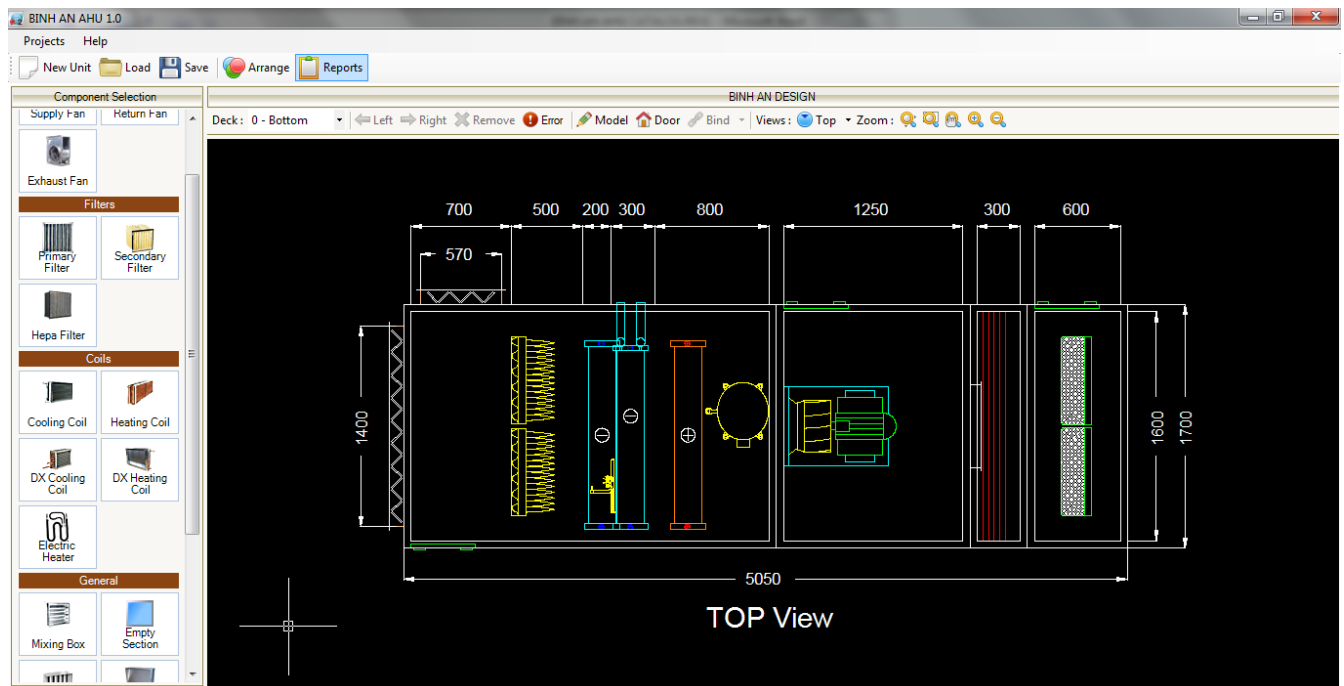 BINH AN AHU 1.0
Projects Help
New Unit Load Save Arrange Reports
Component Selection
BINH AN DESIGN
Supply Fan Return Fan
Deck : 0 - Bottom Left Right Remove Error Model Door Bind Views : Top Zoom :
Exhaust Fan
Filters
Primary
Filter
Secondary
Filter
Hepa Filter
Coils
Cooling Coil Heating Coil
DX Cooling
Coil
DX Heating
Coil
Electric
Heater
General
Mixing Box
Empty
Section
700 500 200 300 800 1250 300 600
570
1400
1600
1700
5050
TOP View